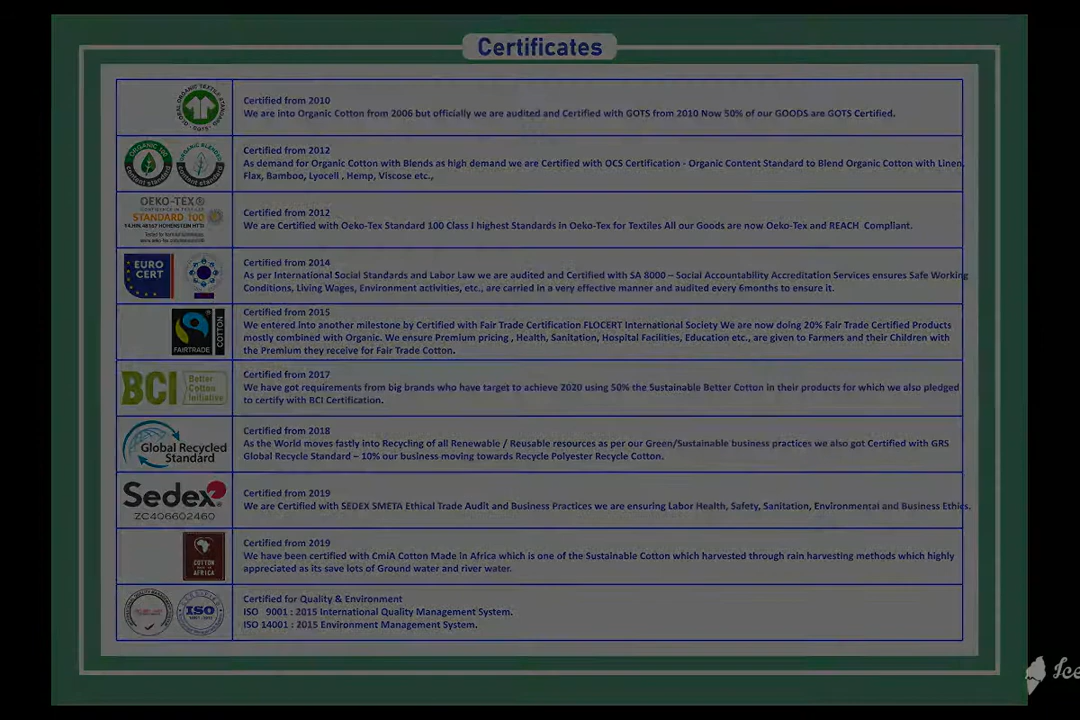 Certificates
GLOBAL ORGANIC TEXTILE STANDARD · GOTS ·
Certified from 2010
We are into Organic Cotton from 2006 but officially we are audited and Certified with GOTS from 2010 Now 50% of our GOODS are GOTS Certified.
ORGANIC 100
content standard
ORGANIC BLENDED
content standard
Certified from 2012
As demand for Organic Cotton with Blends as high demand we are Certified with OCS Certification - Organic Content Standard to Blend Organic Cotton with Linen,
Flax, Bamboo, Lyocell , Hemp, Viscose etc.,
OEKO-TEX®
CONFIDENCE IN TEXTILES
STANDARD 100
Certified from 2012
We are Certified with Oeko-Tex Standard 100 Class I highest Standards in Oeko-Tex for Textiles All our Goods are now Oeko-Tex and REACH Compliant.
EURO
CERT
Certified from 2014
As per International Social Standards and Labor Law we are audited and Certified with SA 8000 – Social Accountability Accreditation Services ensures Safe Working
Conditions, Living Wages, Environment activities, etc., are carried in a very effective manner and audited every 6months to ensure it.
FAIRTRADE
COTTON
Certified from 2015
We entered into another milestone by Certified with Fair Trade Certification FLOCERT International Society We are now doing 20% Fair Trade Certified Products
mostly combined with Organic. We ensure Premium pricing , Health, Sanitation, Hospital Facilities, Education etc., are given to Farmers and their Children with
the Premium they receive for Fair Trade Cotton.
BCI
Better
Cotton
Initiative
Certified from 2017
We have got requirements from big brands who have target to achieve 2020 using 50% the Sustainable Better Cotton in their products for which we also pledged
to certify with BCI Certification.
Global Recycled
Standard
Certified from 2018
As the World moves fastly into Recycling of all Renewable / Reusable resources as per our Green/Sustainable business practices we also got Certified with GRS
Global Recycle Standard – 10% our business moving towards Recycle Polyester Recycle Cotton.
Sedex
ZC406602460
Certified from 2019
We are Certified with SEDEX SMETA Ethical Trade Audit and Business Practices we are ensuring Labor Health, Safety, Sanitation, Environmental and Business Ethics.
COTTON
MADE IN
AFRICA
Certified from 2019
We have been certified with CmiA Cotton Made In Africa which is one of the Sustainable Cotton which harvested through rain harvesting methods which highly
appreciated as its save lots of Ground water and river water.
ISO
Certified for Quality & Environment
ISO 9001 : 2015 International Quality Management System.
ISO 14001 : 2015 Environment Management System.
Ice